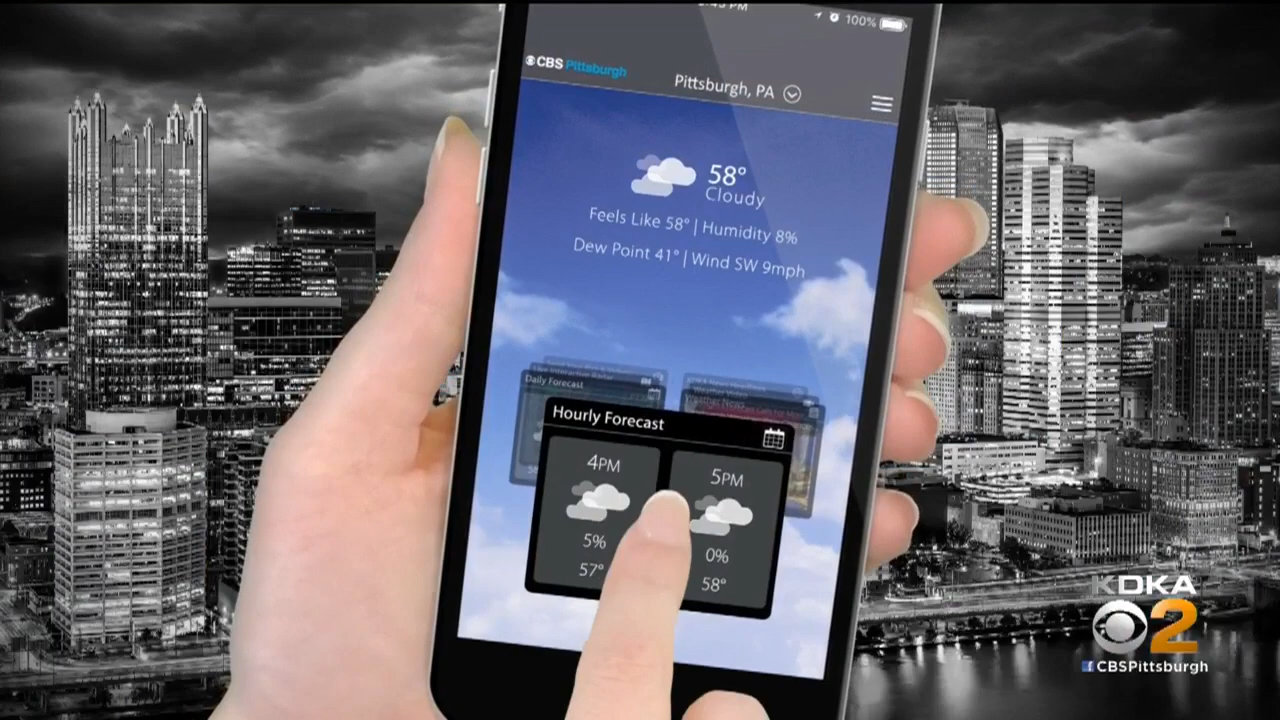 100%
CBS Pittsburgh
Pittsburgh, PA
58°
Cloudy
Feels Like 58° | Humidity 8%
Dew Point 41° | Wind SW 9mph
Daily Forecast
Hourly Forecast
4PM
5PM
5%
0%
57°
58°
KDKA
2
CBSPittsburgh